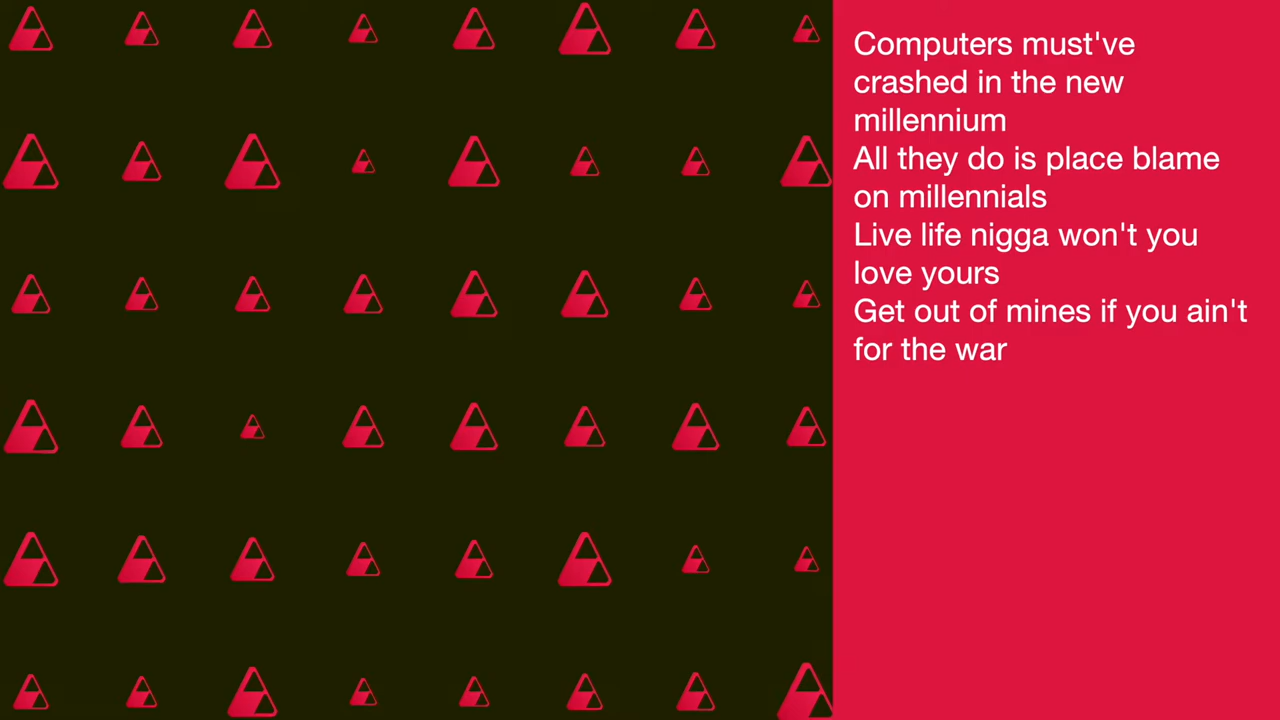 Computers must've
crashed in the new
millennium
All they do is place blame
on millennials
Live life nigga won't you
love yours
Get out of mines if you ain't
for the war